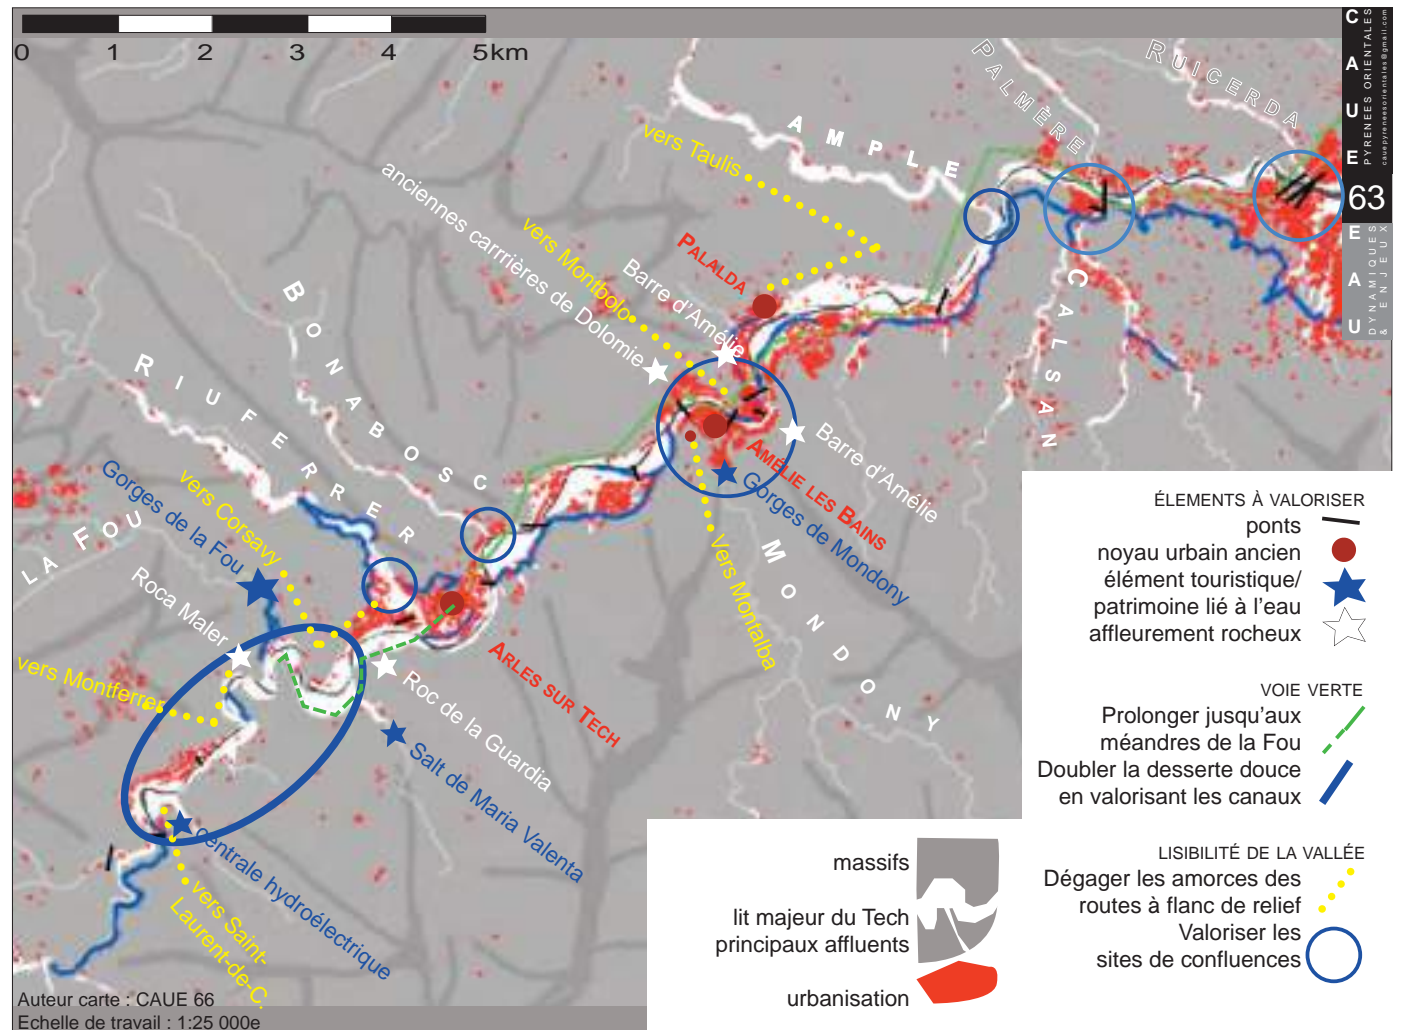 0 1 2 3 4 5km
CAUE
PYRENEES ORIENTALES
cauepyreneesorientales@gmail.com
63
EAU
DYNAMIQUES
& ENJEUX
RUICERDA
PALMÈRE
AMPLE
vers Taulis
anciennes carrrières de Dolomie
vers Montbolo
Barre d'Amélie
PALALDA
CALSAN
BONABOSC
RIUFERRER
Barre d'Amélie
AMÉLIE LES BAINS
Gorges de Mondony
vers Corsavy
Gorges de la Fou
LA FOU
Roca Maler
Vers Montalba
MONDONY
vers Montferrer
Roc de la Guardia
ARLES SUR TECH
Salt de Maria Valenta
centrale hydroélectrique
vers Saint-
Laurent-de-C.
ÉLEMENTS À VALORISER
ponts
noyau urbain ancien
élément touristique/
patrimoine lié à l'eau
affleurement rocheux
VOIE VERTE
Prolonger jusqu'aux
méandres de la Fou
Doubler la desserte douce
en valorisant les canaux
LISIBILITÉ DE LA VALLÉE
Dégager les amorces des
routes à flanc de relief
Valoriser les
sites de confluences
massifs
lit majeur du Tech
principaux affluents
urbanisation
Auteur carte : CAUE 66
Echelle de travail : 1:25 000e